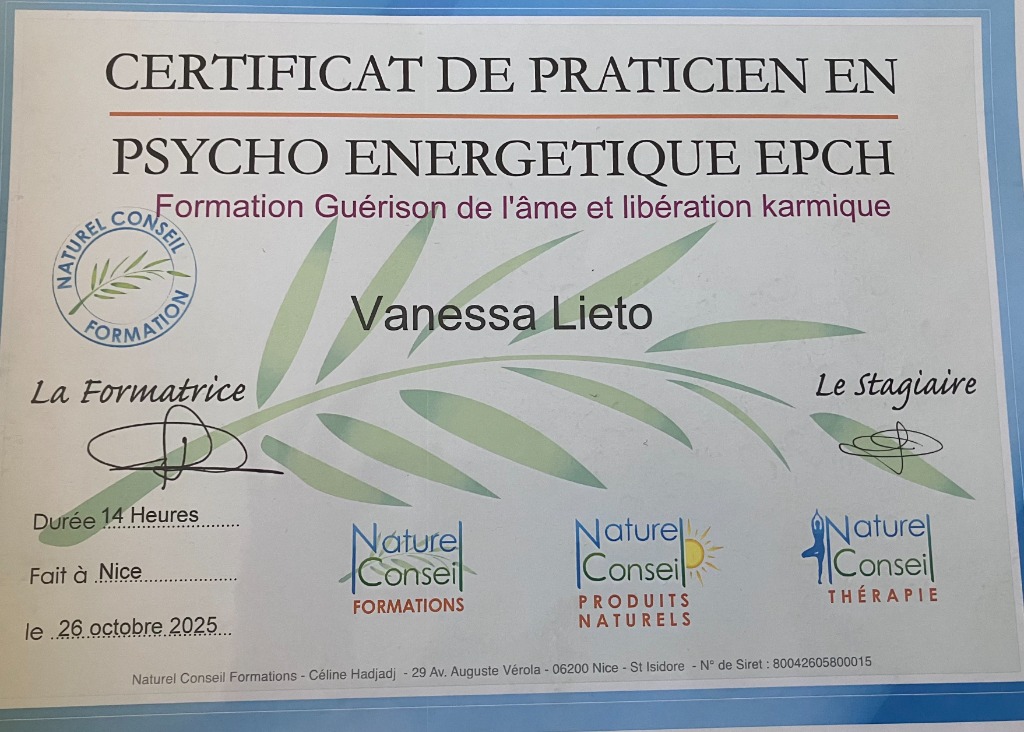 CERTIFICAT DE PRATICIEN EN
PSYCHO ENERGETIQUE EPCH
Formation Guérison de l'âme et libération karmique
NATUREL CONSEIL
FORMATION
Vanessa Lieto
La Formatrice
Le Stagiaire
Durée 14 Heures
Fait à Nice
le 26 octobre 2025
Naturel
Conseil
FORMATIONS
Naturel
Conseil
PRODUITS
NATURELS
Naturel
Conseil
THÉRAPIE
Naturel Conseil Formations - Céline Hadjadj - 29 Av. Auguste Vérola - 06200 Nice - St Isidore - N° de Siret : 80042605800015